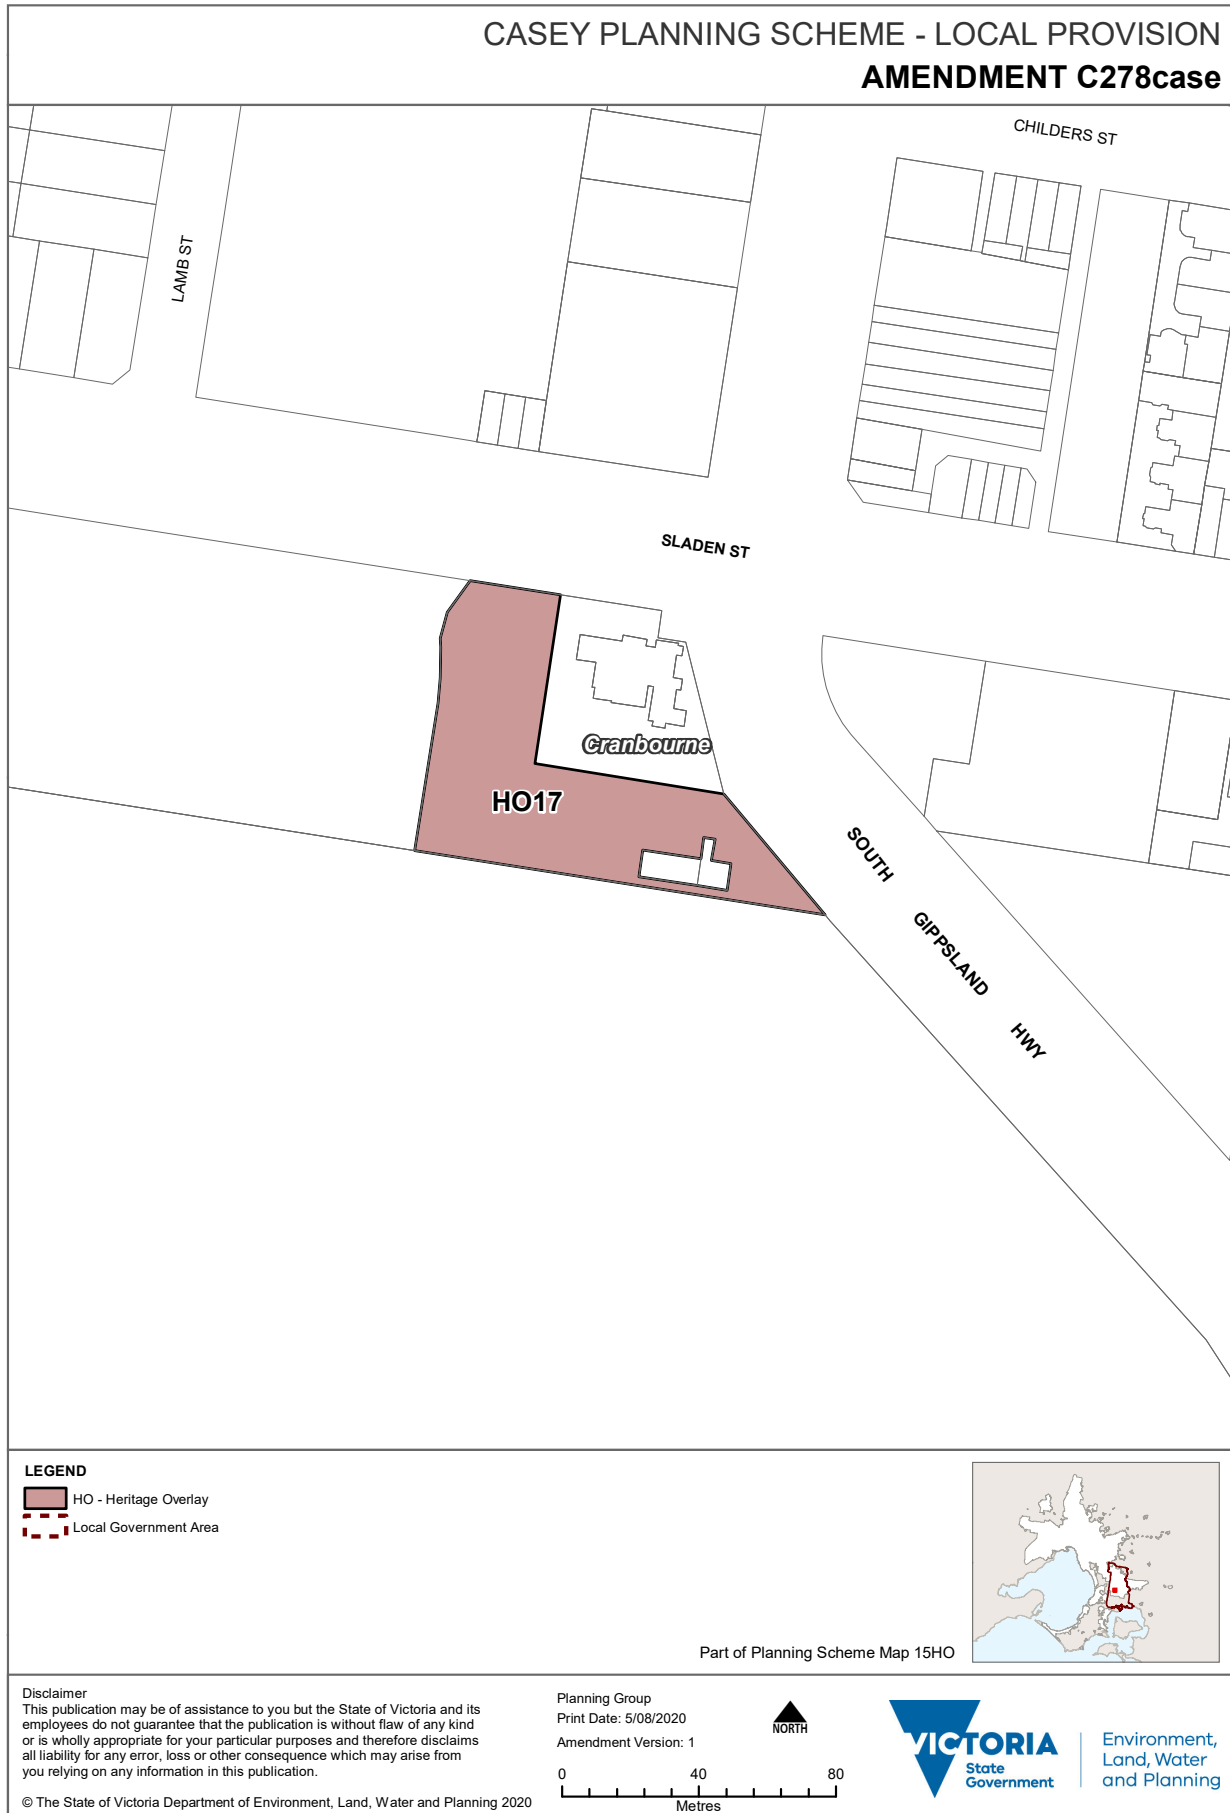 CASEY PLANNING SCHEME - LOCAL PROVISION
AMENDMENT C278case
CHILDERS ST
LAMB ST
SLADEN ST
Cranbourne
HO17
SOUTH GIPPSLAND HWY
LEGEND
HO - Heritage Overlay
Local Government Area
Part of Planning Scheme Map 15HO
Disclaimer
This publication may be of assistance to you but the State of Victoria and its
employees do not guarantee that the publication is without flaw of any kind
or is wholly appropriate for your particular purposes and therefore disclaims
all liability for any error, loss or other consequence which may arise from
you relying on any information in this publication.
© The State of Victoria Department of Environment, Land, Water and Planning 2020
Planning Group
Print Date: 5/08/2020
Amendment Version: 1
NORTH
0 40 80
Metres
VICTORIA
State
Government
Environment,
Land, Water
and Planning